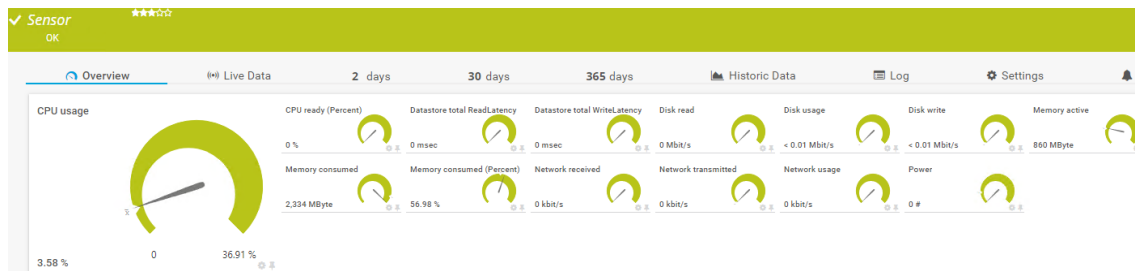 Sensor
OK
Overview
Live Data
2 days
30 days
365 days
Historic Data
Log
Settings
CPU usage
0
36.91 %
3.58 %
CPU ready (Percent)
0 %
Datastore total ReadLatency
0 msec
Datastore total WriteLatency
0 msec
Disk read
0 Mbit/s
Disk usage
< 0.01 Mbit/s
Disk write
< 0.01 Mbit/s
Memory active
860 MByte
Memory consumed
2,334 MByte
Memory consumed (Percent)
56.98 %
Network received
0 kbit/s
Network transmitted
0 kbit/s
Network usage
0 kbit/s
Power
0 #